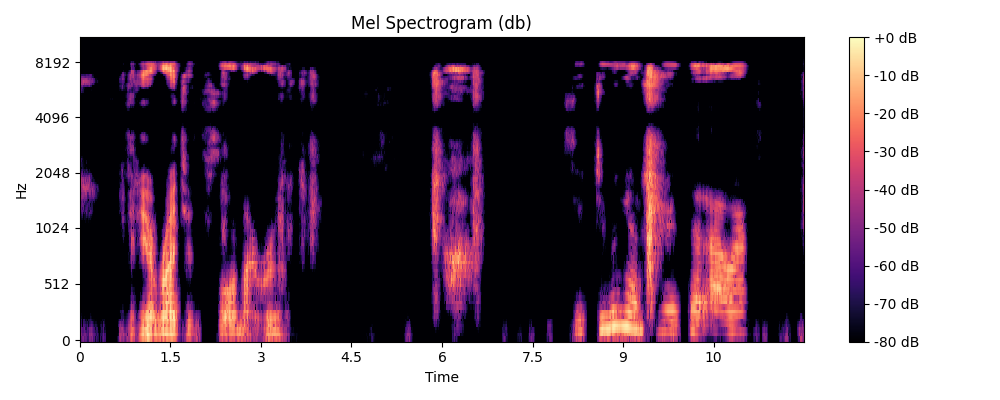 Mel Spectrogram (db)
Hz
8192
4096
2048
1024
512
0
0 1.5 3 4.5 6 7.5 9 10
Time
+0 dB
-10 dB
-20 dB
-30 dB
-40 dB
-50 dB
-60 dB
-70 dB
-80 dB